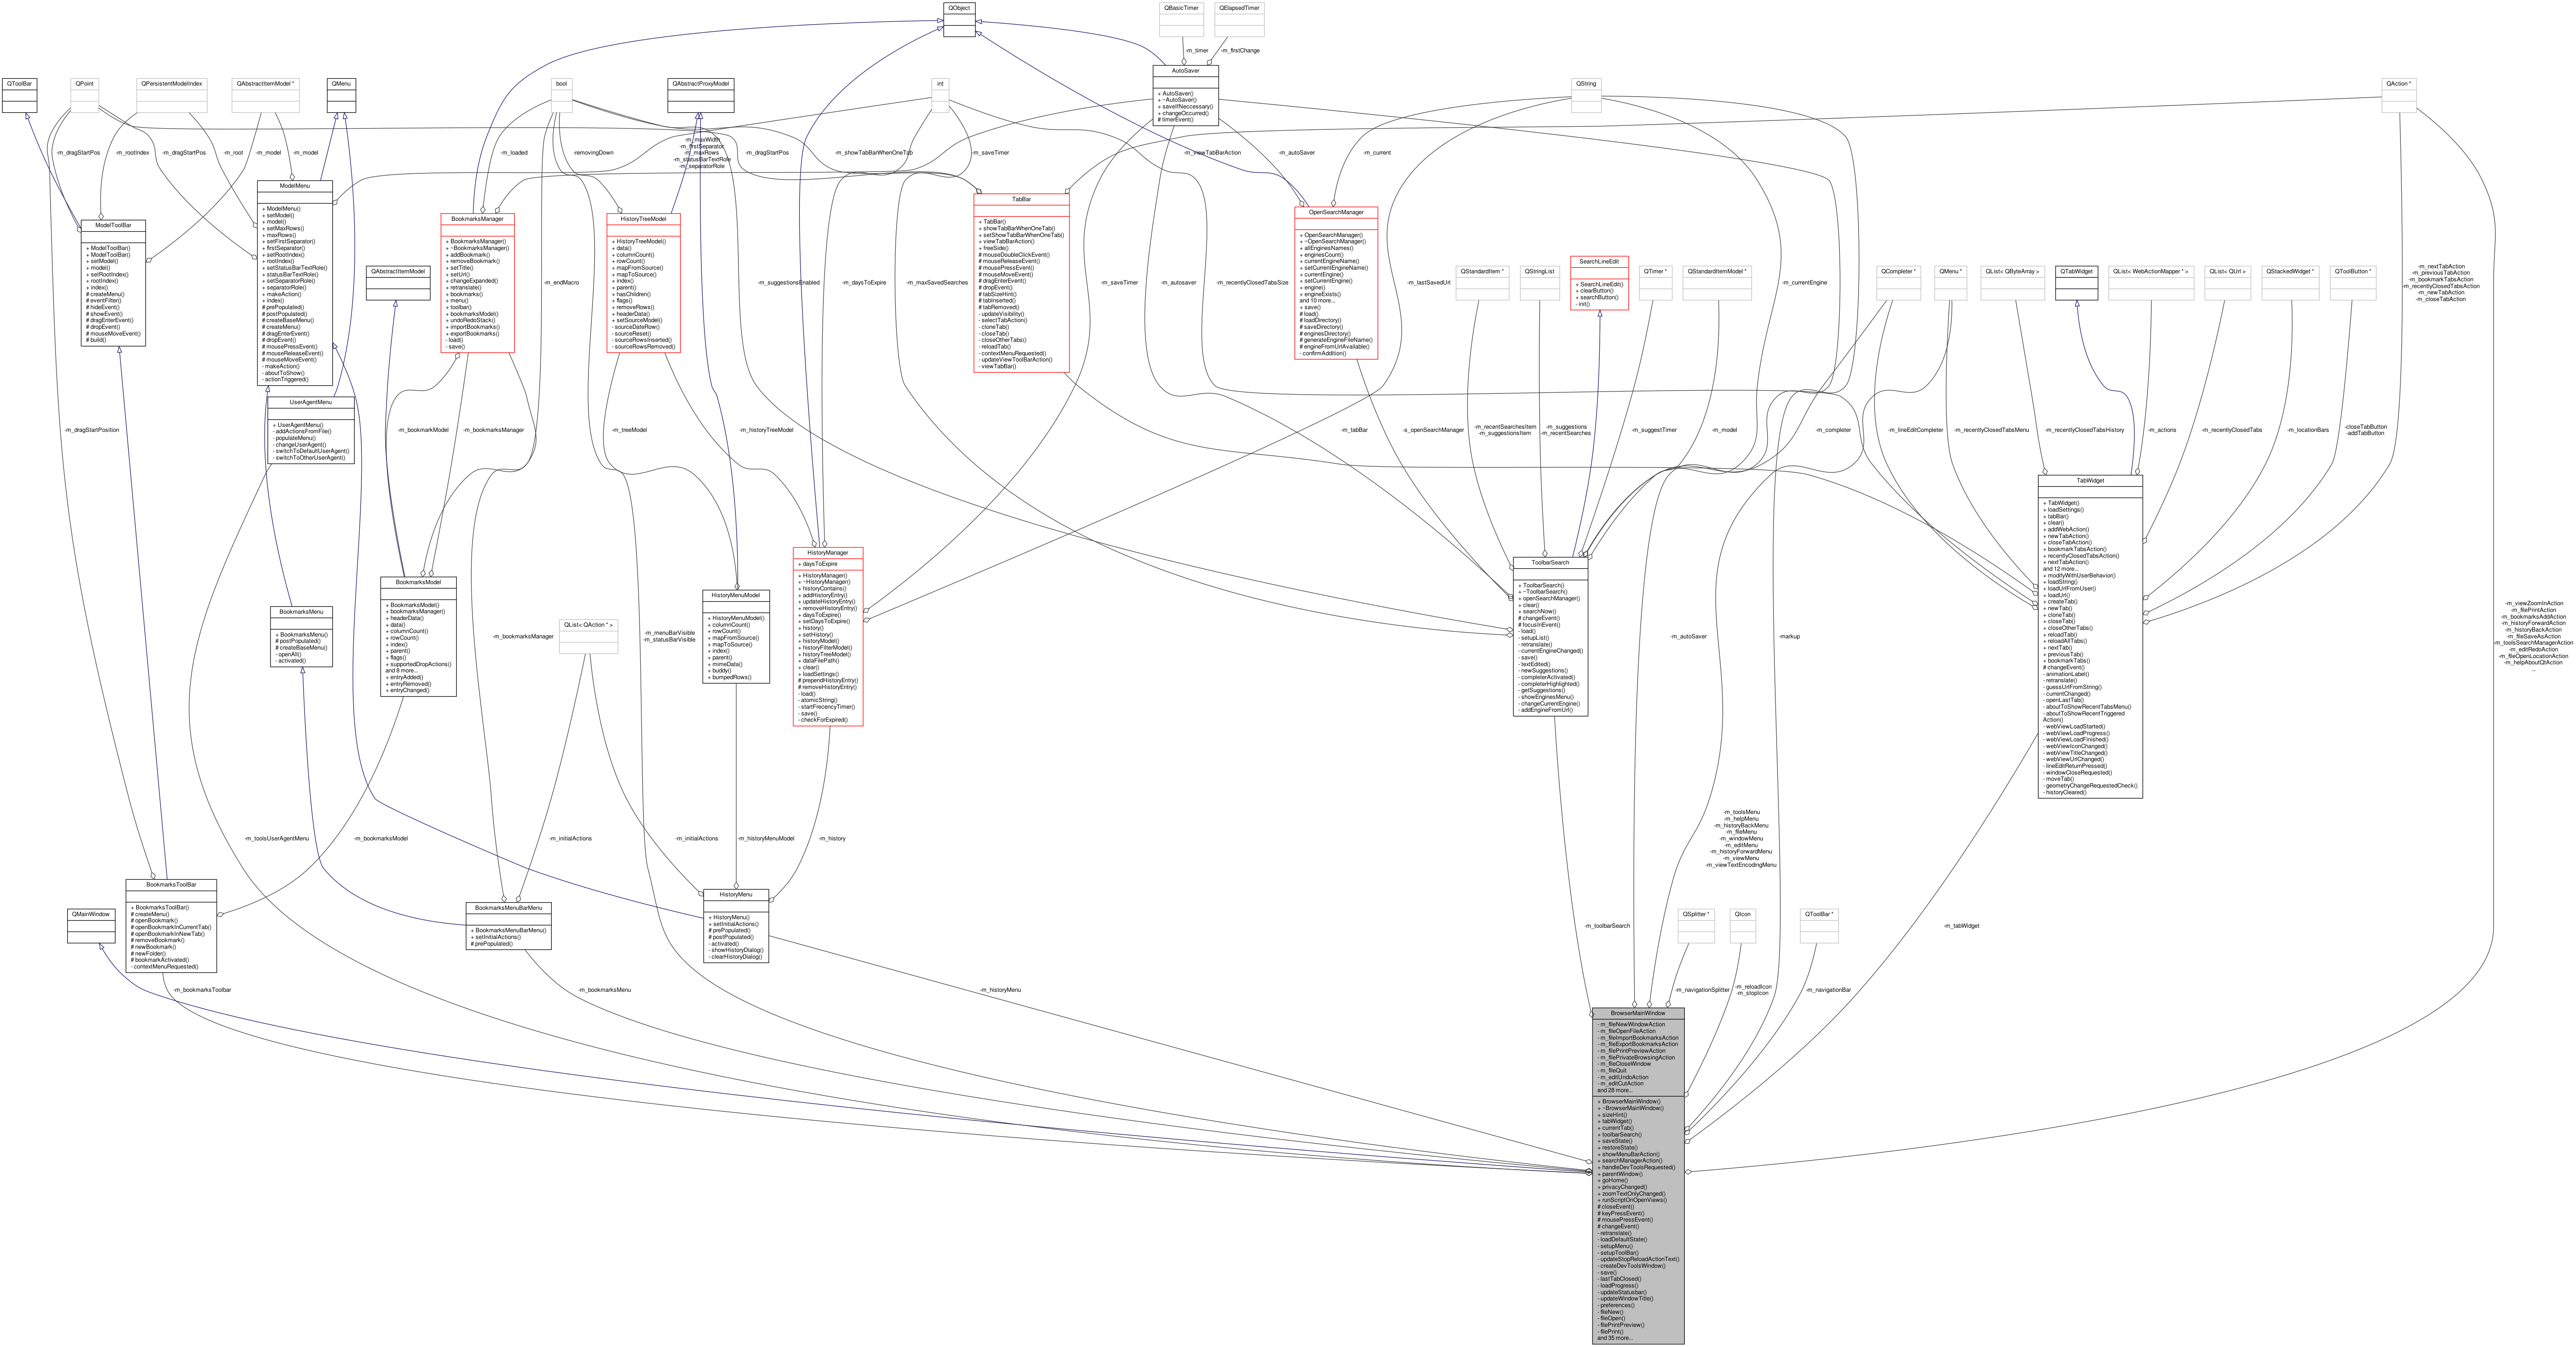 QObject
QBasicTimer
QElapsedTimer
-m_timer
-m_firstChange
AutoSaver
+ AutoSaver()
+ ~AutoSaver()
+ saveIfNeccessary()
+ changeOccurred()
# timerEvent()
QToolBar
QPoint
QPersistentModelIndex
QAbstractItemModel *
QMenu
bool
QAbstractProxyModel
int
QString
QAction *
-m_dragStartPos
-m_rootIndex
-m_dragStartPos
-m_root
-m_model
-m_model
-m_loaded
-removingDown
-m_maxWidth
-m_firstSeparator
-m_maxRows
-m_statusBarTextRole
-m_separatorRole
-m_dragStartPos
-m_showTabBarWhenOneTab
-m_saveTimer
-m_viewTabBarAction
-m_autoSaver
-m_current
ModelMenu
+ ModelMenu()
+ setModel()
+ model()
+ setMaxRows()
+ maxRows()
+ setFirstSeparator()
+ firstSeparator()
+ setRootIndex()
+ rootIndex()
+ setStatusBarTextRole()
+ statusBarTextRole()
+ setSeparatorRole()
+ separatorRole()
+ makeAction()
+ index()
# prePopulated()
# postPopulated()
# createBaseMenu()
# createMenu()
# dragEnterEvent()
# dropEvent()
# mousePressEvent()
# mouseReleaseEvent()
# mouseMoveEvent()
- makeAction()
- aboutToShow()
- actionTriggered()
ModelToolBar
+ ModelToolBar()
+ ModelToolBar()
+ setModel()
+ model()
+ setRootIndex()
+ rootIndex()
+ index()
# createMenu()
# eventFilter()
# hideEvent()
# showEvent()
# dragEnterEvent()
# dropEvent()
# mouseMoveEvent()
# build()
BookmarksManager
+ BookmarksManager()
+ ~BookmarksManager()
+ addBookmark()
+ removeBookmark()
+ setTitle()
+ setUrl()
+ changeExpanded()
+ retranslate()
+ bookmarks()
+ menu()
+ toolbar()
+ bookmarksModel()
+ undoRedoStack()
+ importBookmarks()
+ exportBookmarks()
- load()
- save()
HistoryTreeModel
+ HistoryTreeModel()
+ data()
+ columnCount()
+ rowCount()
+ mapFromSource()
+ mapToSource()
+ index()
+ parent()
+ hasChildren()
+ flags()
+ removeRows()
+ headerData()
+ setSourceModel()
- sourceDateRow()
- sourceReset()
- sourceRowsInserted()
- sourceRowsRemoved()
TabBar
+ TabBar()
+ showTabBarWhenOneTab()
+ setShowTabBarWhenOneTab()
+ viewTabBarAction()
+ freeSide()
# mouseDoubleClickEvent()
# mouseReleaseEvent()
# mousePressEvent()
# mouseMoveEvent()
# dragEnterEvent()
# dropEvent()
# tabSizeHint()
# tabInserted()
# tabRemoved()
- updateVisibility()
- selectTabAction()
- cloneTab()
- closeTab()
- closeOtherTabs()
- reloadTab()
- contextMenuRequested()
- updateViewToolBarAction()
- viewTabBar()
OpenSearchManager
+ OpenSearchManager()
+ ~OpenSearchManager()
+ allEnginesNames()
+ enginesCount()
+ currentEngineName()
+ setCurrentEngineName()
+ currentEngine()
+ setCurrentEngine()
+ engine()
+ engineExists()
and 10 more...
+ save()
# load()
# loadDirectory()
# saveDirectory()
# enginesDirectory()
# generateEngineFileName()
# engineFromUrlAvailable()
- confirmAddition()
QAbstractItemModel
-m_endMacro
-m_suggestionsEnabled
-m_daysToExpire
-m_maxSavedSearches
-m_saveTimer
-m_autosaver
-m_recentlyClosedTabsSize
-m_lastSavedUrl
QStandardItem *
QStringList
SearchLineEdit
+ SearchLineEdit()
+ clearButton()
+ searchButton()
- init()
QTimer *
QStandardItemModel *
-m_currentEngine
QCompleter *
QMenu *
QList< QByteArray >
QTabWidget
QList< WebActionMapper * >
QList< QUrl >
QStackedWidget *
QToolButton *
-m_nextTabAction
-m_previousTabAction
-m_bookmarkTabsAction
-m_recentlyClosedTabsAction
-m_newTabAction
-m_closeTabAction
UserAgentMenu
+ UserAgentMenu()
- addActionsFromFile()
- populateMenu()
- changeUserAgent()
- switchToDefaultUserAgent()
- switchToOtherUserAgent()
-m_dragStartPosition
-m_bookmarkModel
-m_bookmarksManager
-m_treeModel
-m_historyTreeModel
-m_tabBar
-s_openSearchManager
-m_recentSearchesItem
-m_suggestionsItem
-m_suggestions
-m_recentSearches
-m_suggestTimer
-m_model
-m_completer
-m_lineEditCompleter
-m_recentlyClosedTabsMenu
-m_recentlyClosedTabsHistory
-m_actions
-m_recentlyClosedTabs
-m_locationBars
-closeTabButton
-addTabButton
TabWidget
+ TabWidget()
+ loadSettings()
+ tabBar()
+ clear()
+ addWebAction()
+ newTabAction()
+ closeTabAction()
+ bookmarkTabsAction()
+ recentlyClosedTabsAction()
+ nextTabAction()
and 12 more...
+ modifyWithUserBehavior()
+ loadString()
+ loadUrlFromUser()
+ loadUrl()
+ createTab()
+ newTab()
+ cloneTab()
+ closeTab()
+ closeOtherTabs()
+ reloadTab()
+ reloadAllTabs()
+ nextTab()
+ previousTab()
+ bookmarkTabs()
# changeEvent()
- animationLabel()
- retranslate()
- guessUrlFromString()
- currentChanged()
- openLastTab()
- aboutToShowRecentTabsMenu()
- aboutToShowRecentTriggered
Action()
- webViewLoadStarted()
- webViewLoadProgress()
- webViewLoadFinished()
- webViewIconChanged()
- webViewTitleChanged()
- webViewUrlChanged()
- lineEditReturnPressed()
- windowCloseRequested()
- moveTab()
- geometryChangeRequestedCheck()
- historyCleared()
HistoryManager
+ daysToExpire
+ HistoryManager()
+ ~HistoryManager()
+ historyContains()
+ addHistoryEntry()
+ updateHistoryEntry()
+ removeHistoryEntry()
+ daysToExpire()
+ setDaysToExpire()
+ history()
+ setHistory()
+ historyModel()
+ historyFilterModel()
+ historyTreeModel()
+ dataFilePath()
+ clear()
+ loadSettings()
# prependHistoryEntry()
# removeHistoryEntry()
- load()
- atomicString()
- startFrecencyTimer()
- save()
- checkForExpired()
ToolbarSearch
+ ToolbarSearch()
+ ~ToolbarSearch()
+ openSearchManager()
+ clear()
+ searchNow()
# changeEvent()
# focusInEvent()
- load()
- setupList()
- retranslate()
- currentEngineChanged()
- save()
- textEdited()
- newSuggestions()
- completerActivated()
- completerHighlighted()
- getSuggestions()
- showEnginesMenu()
- changeCurrentEngine()
- addEngineFromUrl()
BookmarksModel
+ BookmarksModel()
+ bookmarksManager()
+ headerData()
+ data()
+ columnCount()
+ rowCount()
+ index()
+ parent()
+ flags()
+ supportedDropActions()
and 8 more...
+ entryAdded()
+ entryRemoved()
+ entryChanged()
HistoryMenuModel
+ HistoryMenuModel()
+ columnCount()
+ rowCount()
+ mapFromSource()
+ mapToSource()
+ index()
+ parent()
+ mimeData()
+ buddy()
+ bumpedRows()
BookmarksMenu
+ BookmarksMenu()
# postPopulated()
# createBaseMenu()
- openAll()
- activated()
QList< QAction * >
-m_bookmarksManager
-m_menuBarVisible
-m_statusBarVisible
-m_autoSaver
-markup
-m_viewZoomInAction
-m_filePrintAction
-m_bookmarksAddAction
-m_historyForwardAction
-m_historyBackAction
-m_fileSaveAsAction
-m_toolsSearchManagerAction
-m_editRedoAction
-m_fileOpenLocationAction
-m_helpAboutQtAction
...
-m_toolsUserAgentMenu
-m_bookmarksModel
-m_initialActions
-m_initialActions
-m_historyMenuModel
-m_history
-m_toolsMenu
-m_helpMenu
-m_historyBackMenu
-m_fileMenu
-m_windowMenu
-m_editMenu
-m_historyForwardMenu
-m_viewMenu
-m_viewTextEncodingMenu
BookmarksToolBar
+ BookmarksToolBar()
# createMenu()
# openBookmark()
# openBookmarkInCurrentTab()
# openBookmarkInNewTab()
# removeBookmark()
# newBookmark()
# newFolder()
# bookmarkActivated()
- contextMenuRequested()
QMainWindow
BookmarksMenuBarMenu
+ BookmarksMenuBarMenu()
+ setInitialActions()
# prePopulated()
HistoryMenu
+ HistoryMenu()
+ setInitialActions()
# prePopulated()
# postPopulated()
- activated()
- showHistoryDialog()
- clearHistoryDialog()
-m_toolbarSearch
QSplitter *
QIcon
QToolBar *
-m_tabWidget
-m_bookmarksToolbar
-m_bookmarksMenu
-m_historyMenu
-m_navigationSplitter
-m_reloadIcon
-m_stopIcon
-m_navigationBar
BrowserMainWindow
- m_fileNewWindowAction
- m_fileOpenFileAction
- m_fileImportBookmarksAction
- m_fileExportBookmarksAction
- m_filePrintPreviewAction
- m_filePrivateBrowsingAction
- m_fileCloseWindow
- m_fileQuit
- m_editUndoAction
- m_editCutAction
and 28 more...
+ BrowserMainWindow()
+ ~BrowserMainWindow()
+ sizeHint()
+ tabWidget()
+ currentTab()
+ toolbarSearch()
+ saveState()
+ restoreState()
+ showMenuBarAction()
+ searchManagerAction()
+ handleDevToolsRequested()
+ parentWindow()
+ goHome()
+ privacyChanged()
+ zoomTextOnlyChanged()
+ runScriptOnOpenViews()
# closeEvent()
# keyPressEvent()
# mousePressEvent()
# changeEvent()
- retranslate()
- loadDefaultState()
- setupMenu()
- setupToolBar()
- updateStopReloadActionText()
- createDevToolsWindow()
- save()
- lastTabClosed()
- loadProgress()
- updateStatusbar()
- updateWindowTitle()
- preferences()
- fileNew()
- fileOpen()
- filePrintPreview()
- filePrint()
and 35 more...